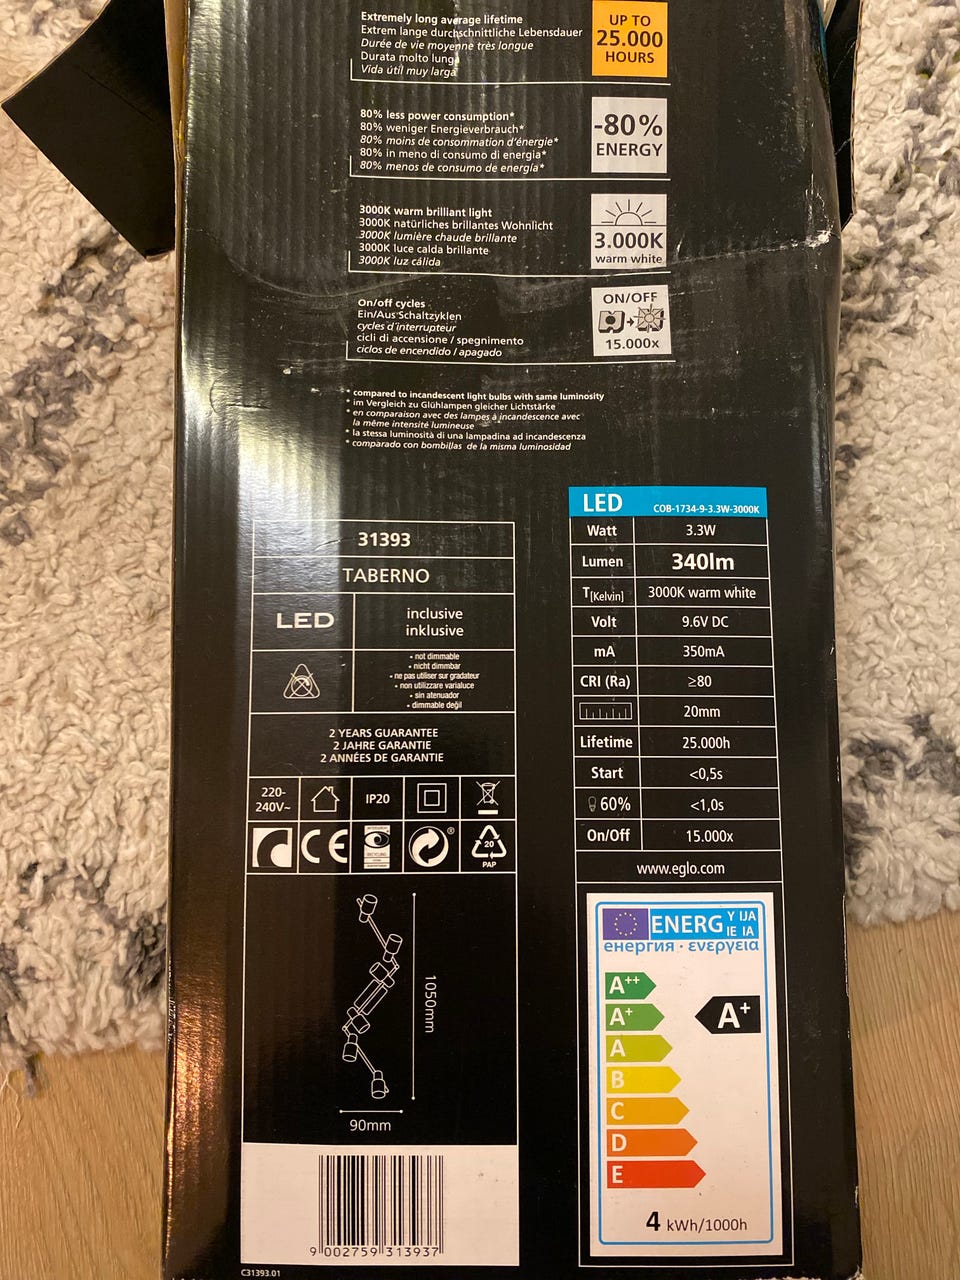 Extremely long average lifetime
Extrem lange durchschnittliche Lebensdauer
Durée de vie moyenne très longue
Durata molto lunga
Vida útil muy larga
UP TO
25.000
HOURS
80% less power consumption*
80% weniger Energieverbrauch*
80% moins de consommation d'énergie*
80% in meno di consumo di energia*
80% menos de consumo de energía*
-80%
ENERGY
3000K warm brilliant light
3000K natürliches brillantes Wohnlicht
3000K lumière chaude brillante
3000K luce calda brillante
3000K luz cálida
3.000K
warm white
On/off cycles
Ein/Aus Schaltzyklen
cycles d'interrupteur
cicli di accensione / spegnimento
ciclos de encendido / apagado
ON/OFF
15.000x
* compared to incandescent light bulbs with same luminosity
* im Vergleich zu Glühlampen gleicher Lichtstärke
* en comparaison avec des lampes à incandescence avec
la même intensité lumineuse
* la stessa luminosità di una lampadina ad incandescenza
* comparado con bombillas de la misma luminosidad
31393
TABERNO
LED
inclusive
inklusive
• not dimmable
• nicht dimmbar
• ne pas utiliser sur gradateur
• non utilizzare varialuce
• sin atenuador
• dimmable değil
2 YEARS GUARANTEE
2 JAHRE GARANTIE
2 ANNÉES DE GARANTIE
220-
240V~
IP20
CE
®
20
PAP
1050mm
90mm
9 002759 313937
C31393.01
LED COB-1734-9-3.3W-3000K
Watt 3.3W
Lumen 340lm
T[Kelvin] 3000K warm white
Volt 9.6V DC
mA 350mA
CRI (Ra) ≥80
20mm
Lifetime 25.000h
Start <0,5s
60% <1,0s
On/Off 15.000x
www.eglo.com
ENERG Y IJA
IE IA
енергия · ενεργεια
A++
A+
A+
A
B
C
D
E
4 kWh/1000h